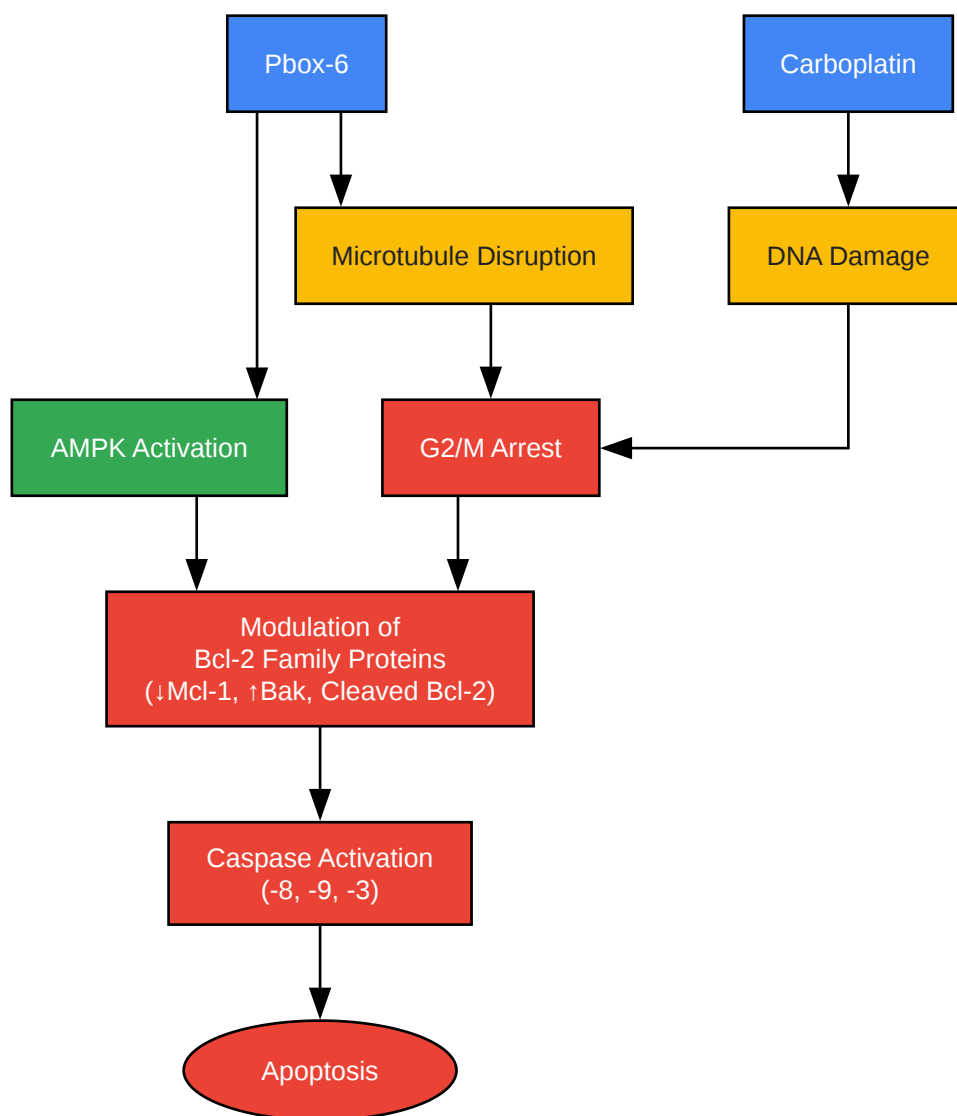 Pbox-6
Carboplatin
Microtubule Disruption
DNA Damage
AMPK Activation
G2/M Arrest
Modulation of
Bcl-2 Family Proteins
(↓Mcl-1, ↑Bak, Cleaved Bcl-2)
Caspase Activation
(-8, -9, -3)
Apoptosis